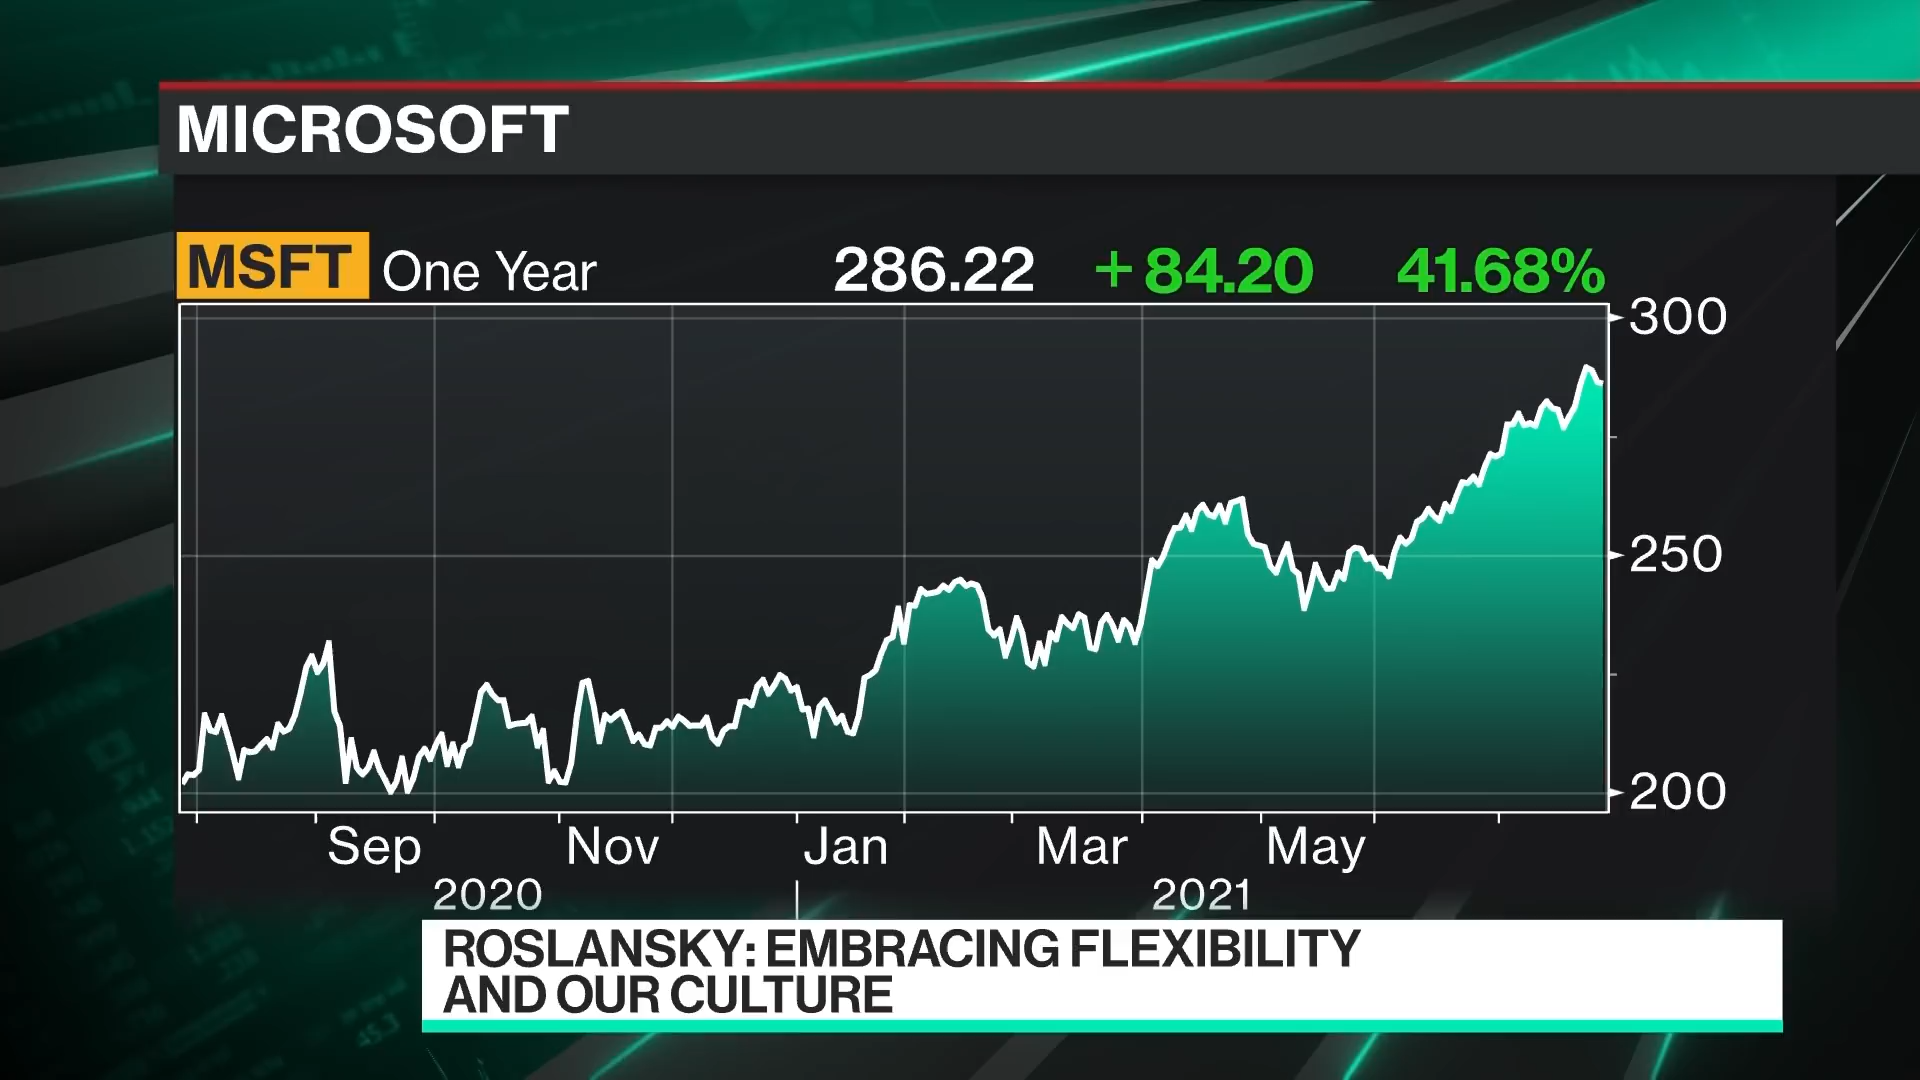 MICROSOFT
MSFT One Year 286.22 +84.20 41.68%
300
250
200
Sep Nov Jan Mar May
2020 2021
ROSLANSKY: EMBRACING FLEXIBILITY
AND OUR CULTURE